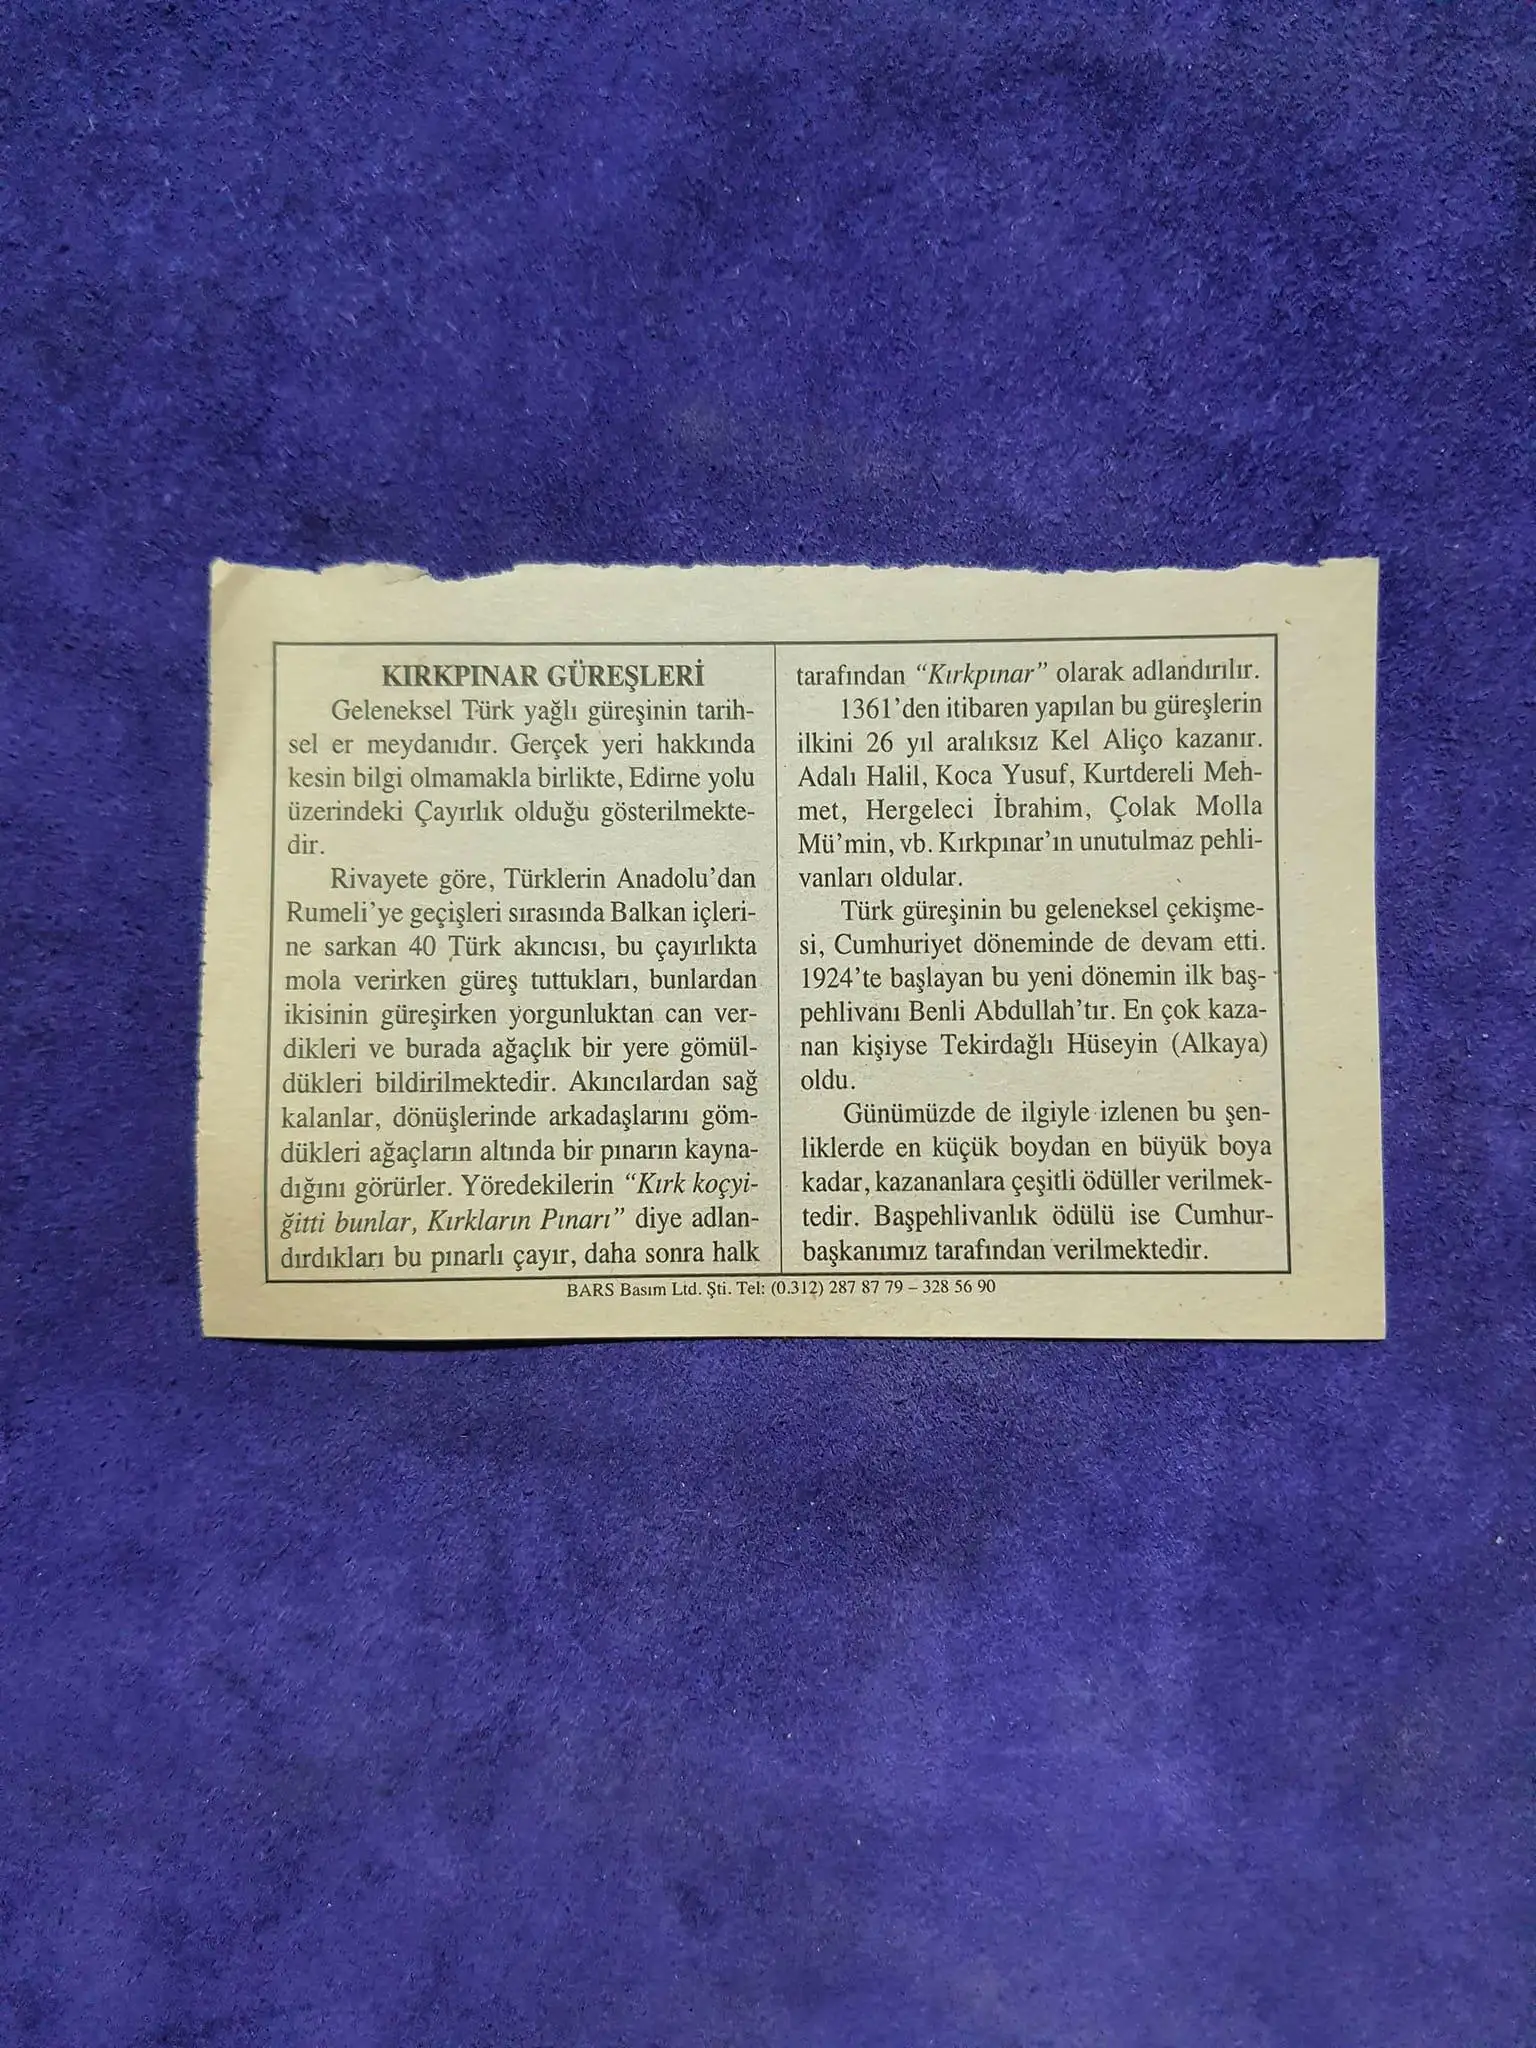 KIRKPINAR GÜREŞLERİ
Geleneksel Türk yağlı güreşinin tarih-
sel er meydanıdır. Gerçek yeri hakkında
kesin bilgi olmamakla birlikte, Edirne yolu
üzerindeki Çayırlık olduğu gösterilmekte-
dir.
Rivayete göre, Türklerin Anadolu'dan
Rumeli'ye geçişleri sırasında Balkan içleri-
ne sarkan 40 Türk akıncısı, bu çayırlıkta
mola verirken güreş tuttukları, bunlardan
ikisinin güreşirken yorgunluktan can ver-
dikleri ve burada ağaçlık bir yere gömül-
dükleri bildirilmektedir. Akıncılardan sağ
kalanlar, dönüşlerinde arkadaşlarını göm-
dükleri ağaçların altında bir pınarın kayna-
dığını görürler. Yöredekilerin “Kırk koçyi-
ğitti bunlar, Kırkların Pınarı” diye adlan-
dırdıkları bu pınarlı çayır, daha sonra halk
tarafından “Kırkpınar” olarak adlandırılır.
1361'den itibaren yapılan bu güreşlerin
ilkini 26 yıl aralıksız Kel Aliço kazanır.
Adalı Halil, Koca Yusuf, Kurtdereli Meh-
met, Hergeleci İbrahim, Çolak Molla
Mü'min, vb. Kırkpınar'ın unutulmaz pehli-
vanları oldular.
Türk güreşinin bu geleneksel çekişme-
si, Cumhuriyet döneminde de devam etti.
1924'te başlayan bu yeni dönemin ilk baş-
pehlivanı Benli Abdullah'tır. En çok kaza-
nan kişiyse Tekirdağlı Hüseyin (Alkaya)
oldu.
Günümüzde de ilgiyle izlenen bu şen-
liklerde en küçük boydan en büyük boya
kadar, kazananlara çeşitli ödüller verilmek-
tedir. Başpehlivanlık ödülü ise Cumhur-
başkanımız tarafından verilmektedir.
BARS Basım Ltd. Şti. Tel: (0.312) 287 87 79 – 328 56 90